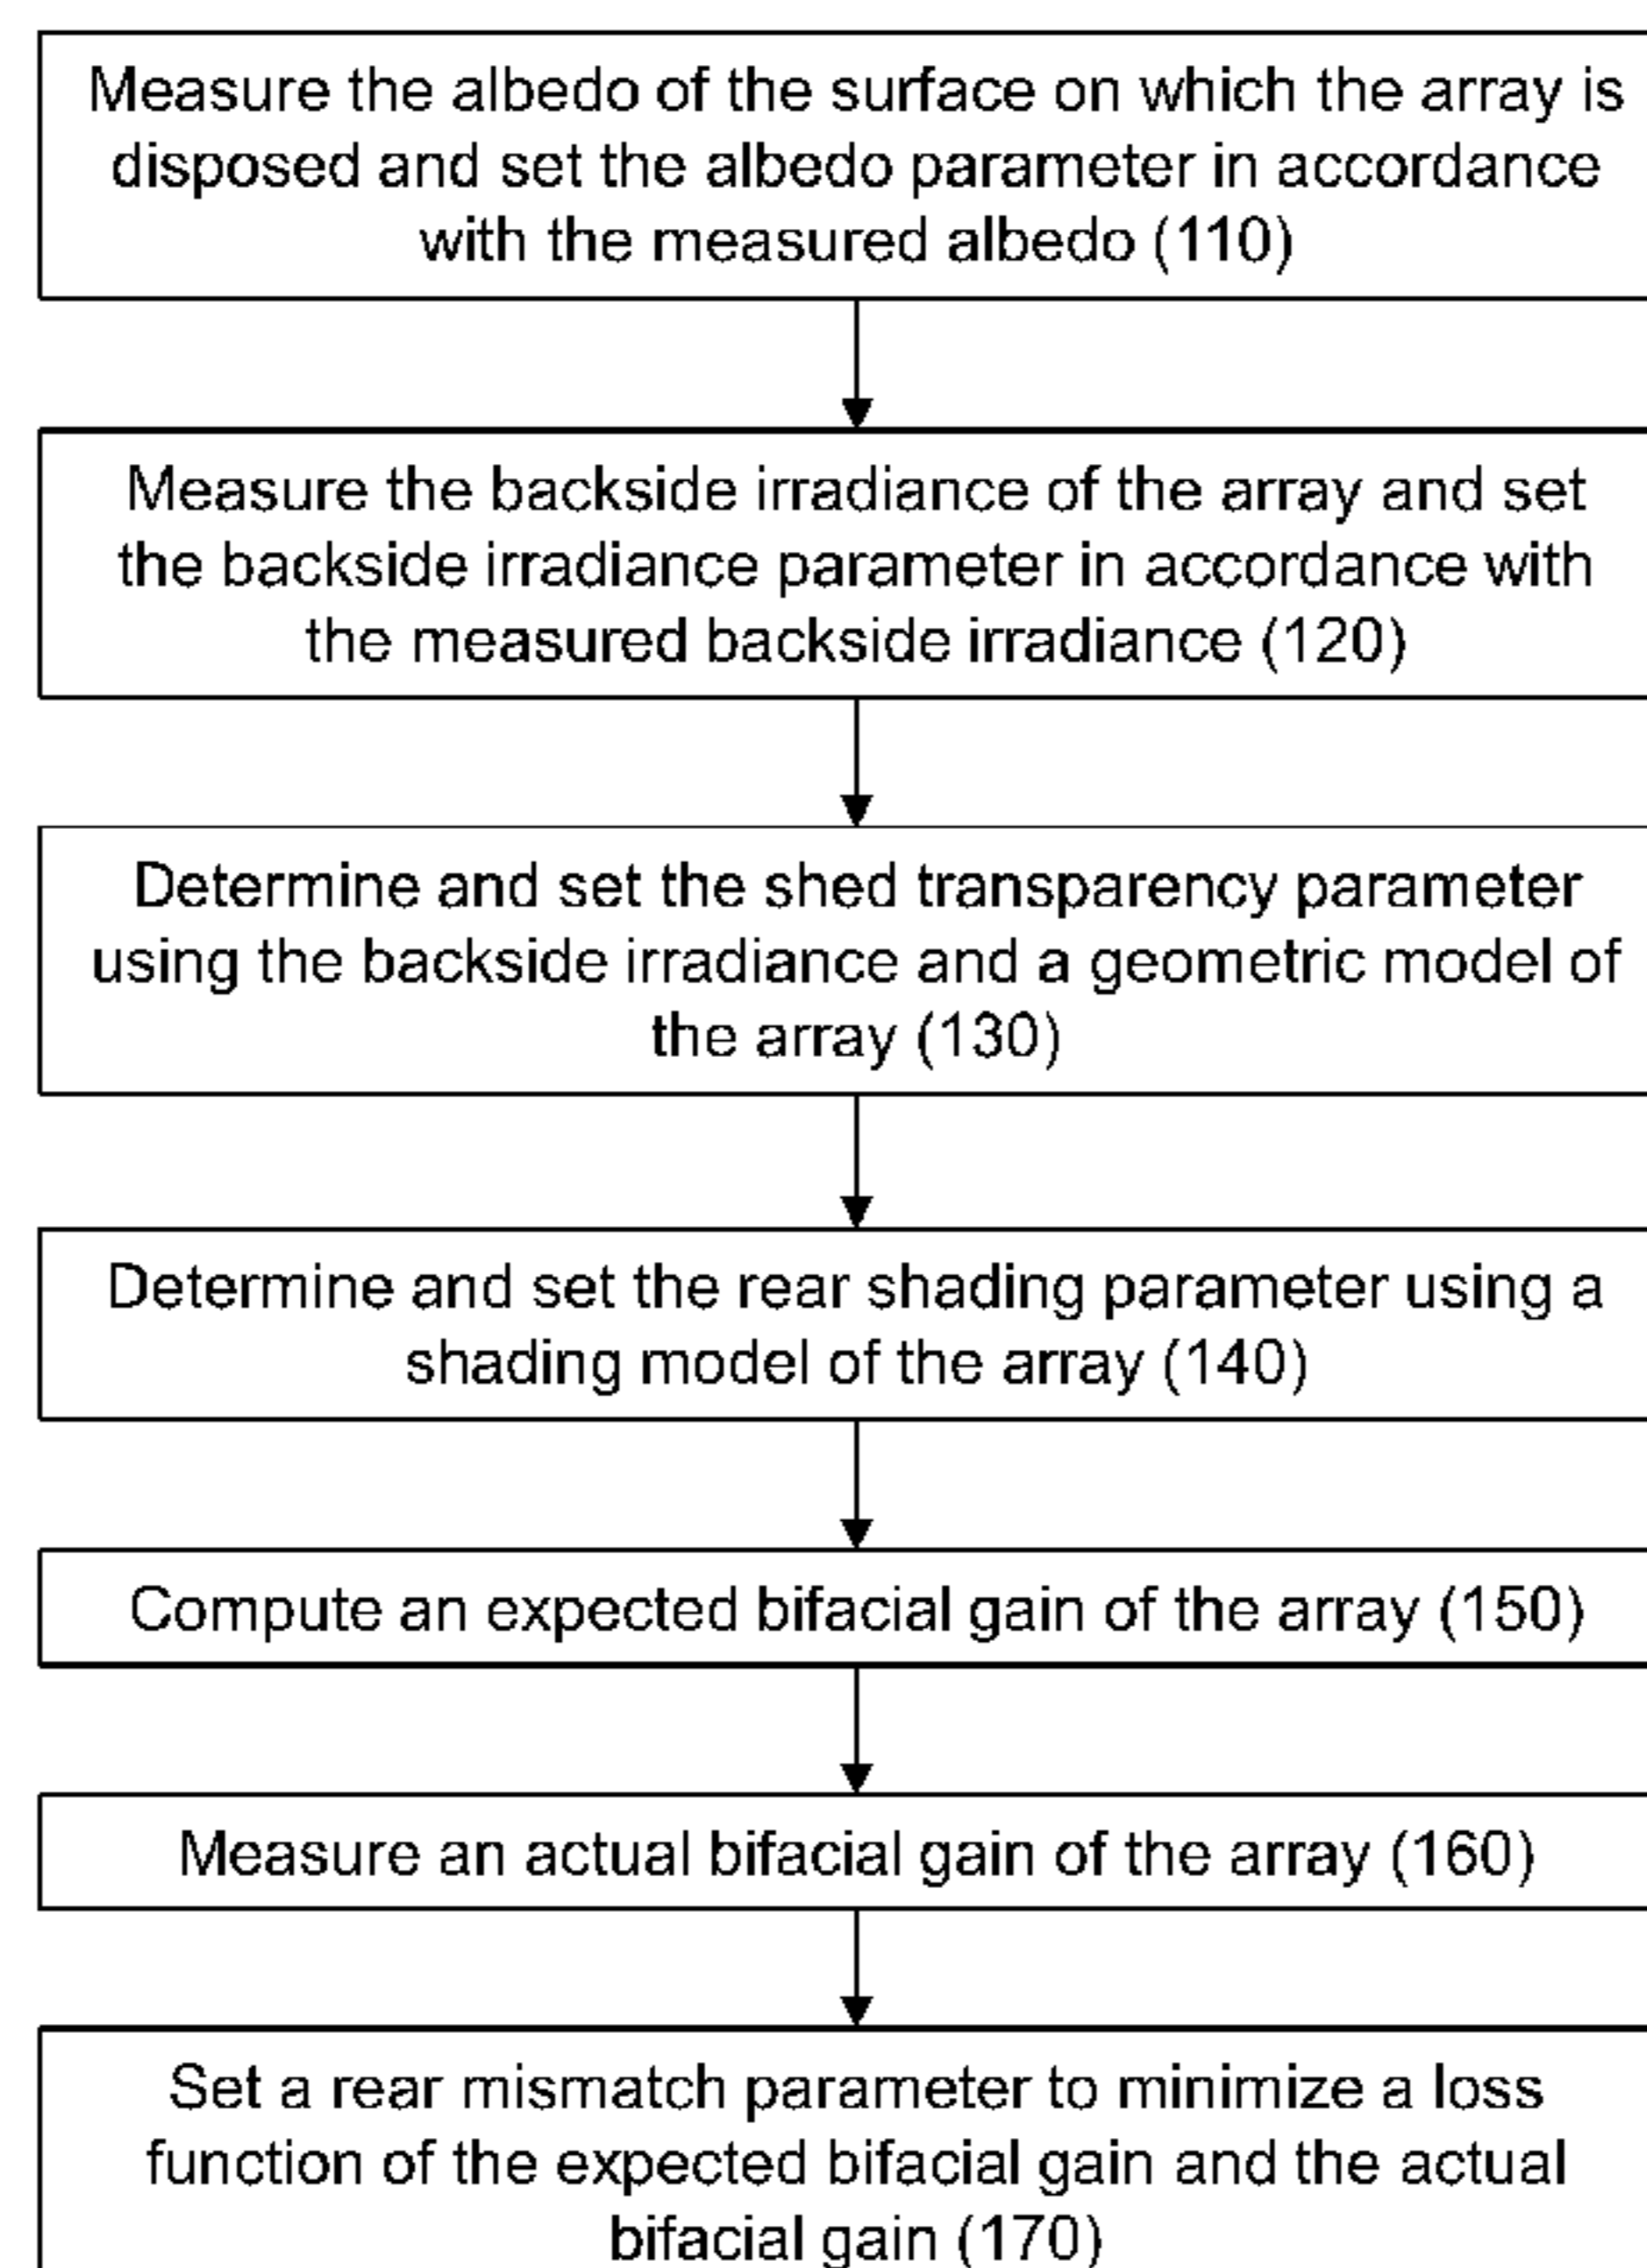 Measure the albedo of the surface on which the array is
disposed and set the albedo parameter in accordance
with the measured albedo (110)
Measure the backside irradiance of the array and set
the backside irradiance parameter in accordance with
the measured backside irradiance (120)
Determine and set the shed transparency parameter
using the backside irradiance and a geometric model of
the array (130)
Determine and set the rear shading parameter using a
shading model of the array (140)
Compute an expected bifacial gain of the array (150)
Measure an actual bifacial gain of the array (160)
Set a rear mismatch parameter to minimize a loss
function of the expected bifacial gain and the actual
bifacial gain (170)